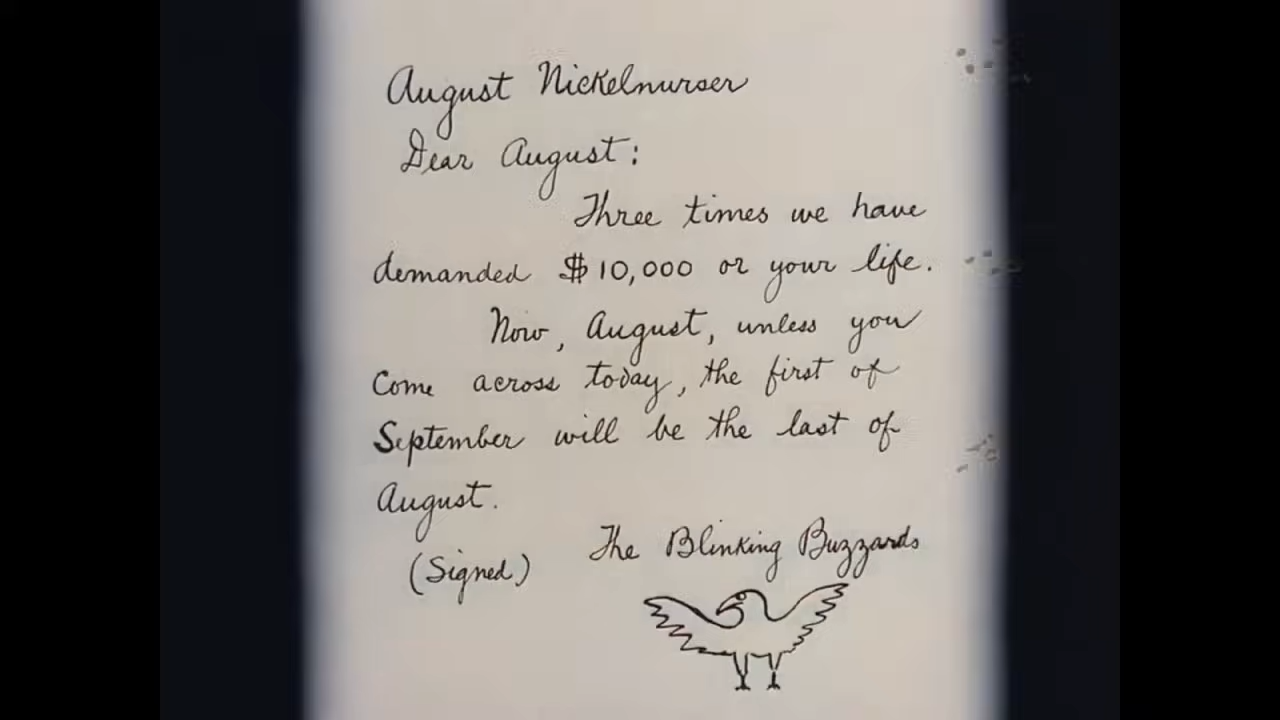 August Nickelnurser
Dear August:
Three times we have
demanded $10,000 or your life.
Now, August, unless you
come across today, the first of
September will be the last of
August.
(Signed) The Blinking Buzzards